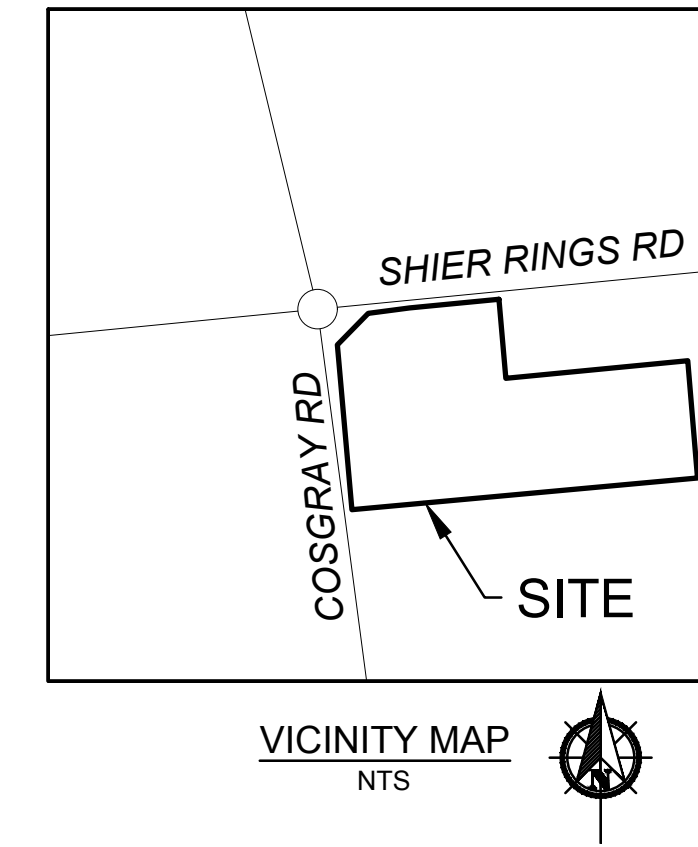 SHIER RINGS RD
COSGRAY RD
SITE
VICINITY MAP
NTS
N